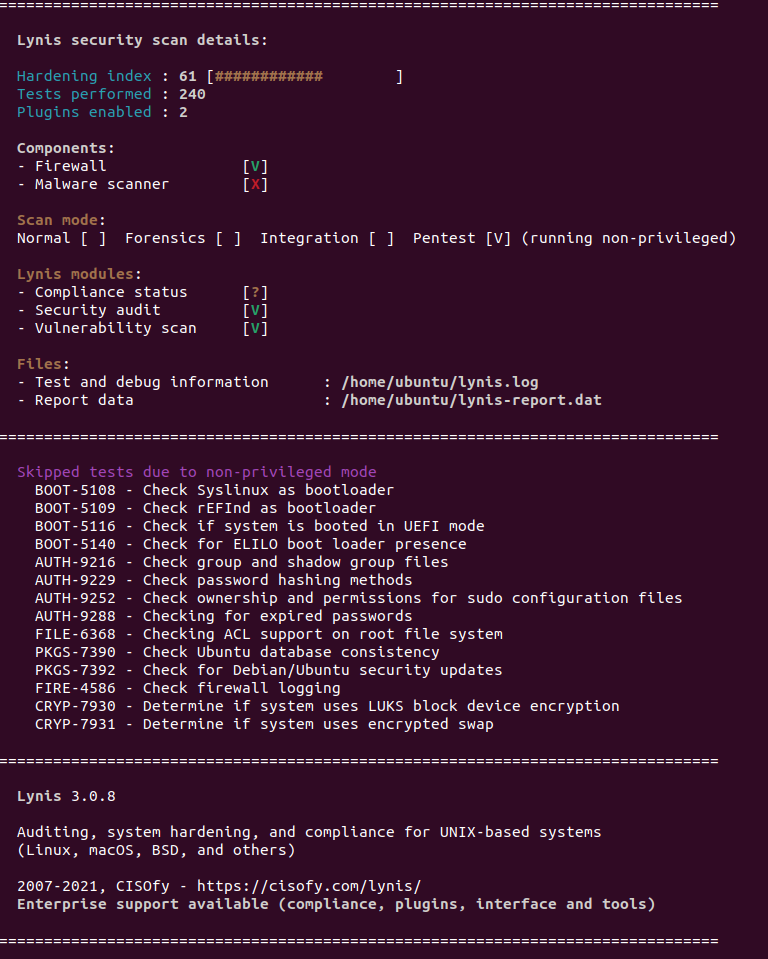 ================================================================================
Lynis security scan details:
Hardening index : 61 [############        ]
Tests performed : 240
Plugins enabled : 2
Components:
- Firewall               [V]
- Malware scanner        [X]
Scan mode:
Normal [ ]  Forensics [ ]  Integration [ ]  Pentest [V] (running non-privileged)
Lynis modules:
- Compliance status      [?]
- Security audit         [V]
- Vulnerability scan     [V]
Files:
- Test and debug information      : /home/ubuntu/lynis.log
- Report data                     : /home/ubuntu/lynis-report.dat
================================================================================
Skipped tests due to non-privileged mode
BOOT-5108 - Check Syslinux as bootloader
BOOT-5109 - Check rEFInd as bootloader
BOOT-5116 - Check if system is booted in UEFI mode
BOOT-5140 - Check for ELILO boot loader presence
AUTH-9216 - Check group and shadow group files
AUTH-9229 - Check password hashing methods
AUTH-9252 - Check ownership and permissions for sudo configuration files
AUTH-9288 - Checking for expired passwords
FILE-6368 - Checking ACL support on root file system
PKGS-7390 - Check Ubuntu database consistency
PKGS-7392 - Check for Debian/Ubuntu security updates
FIRE-4586 - Check firewall logging
CRYP-7930 - Determine if system uses LUKS block device encryption
CRYP-7931 - Determine if system uses encrypted swap
================================================================================
Lynis 3.0.8
Auditing, system hardening, and compliance for UNIX-based systems
(Linux, macOS, BSD, and others)
2007-2021, CISOfy - https://cisofy.com/lynis/
Enterprise support available (compliance, plugins, interface and tools)
================================================================================